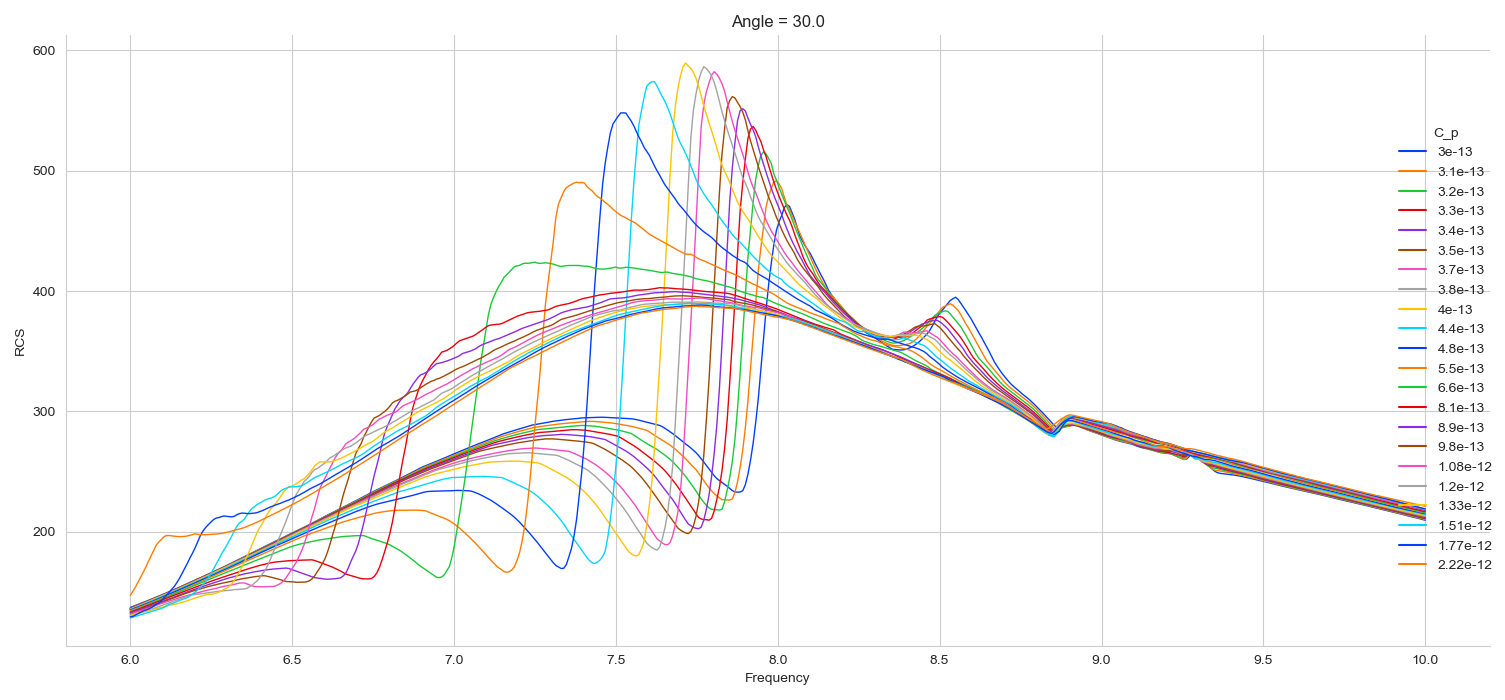 Angle = 30.0
600
500
400
300
200
RCS
6.0 6.5 7.0 7.5 8.0 8.5 9.0 9.5 10.0
Frequency
C_p
3e-13
3.1e-13
3.2e-13
3.3e-13
3.4e-13
3.5e-13
3.7e-13
3.8e-13
4e-13
4.4e-13
4.8e-13
5.5e-13
6.6e-13
8.1e-13
8.9e-13
9.8e-13
1.08e-12
1.2e-12
1.33e-12
1.51e-12
1.77e-12
2.22e-12